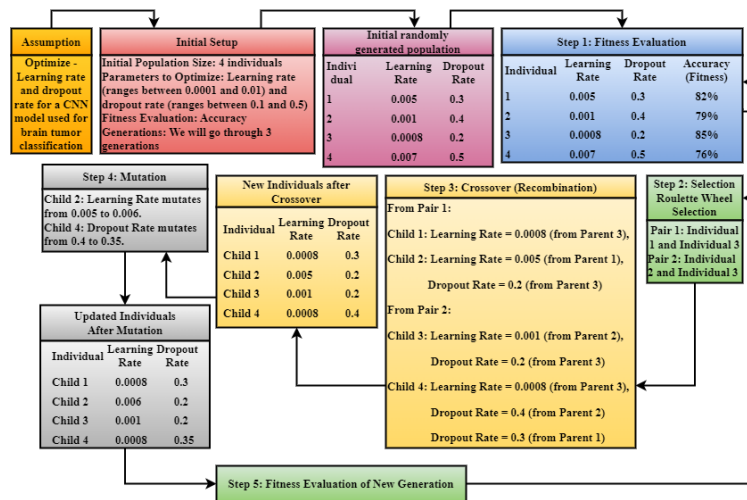 Assumption
Optimize -
Learning rate
and dropout
rate for a CNN
model used for
brain tumor
classification
Initial Setup
Initial Population Size: 4 individuals
Parameters to Optimize: Learning rate
(ranges between 0.0001 and 0.01) and
dropout rate (ranges between 0.1 and 0.5)
Fitness Evaluation: Accuracy
Generations: We will go through 3
generations
Initial randomly
generated population
Indivi dual Learning Rate Dropout Rate
1 0.005 0.3
2 0.001 0.4
3 0.0008 0.2
4 0.007 0.5
Step 1: Fitness Evaluation
Individual Learning Rate Dropout Rate Accuracy (Fitness)
1 0.005 0.3 82%
2 0.001 0.4 79%
3 0.0008 0.2 85%
4 0.007 0.5 76%
Step 2: Selection
Roulette Wheel
Selection
Pair 1: Individual
1 and Individual 3
Pair 2: Individual
2 and Individual 3
Step 3: Crossover (Recombination)
From Pair 1:
Child 1: Learning Rate = 0.0008 (from Parent 3),
Child 2: Learning Rate = 0.005 (from Parent 1),
Dropout Rate = 0.2 (from Parent 3)
From Pair 2:
Child 3: Learning Rate = 0.001 (from Parent 2),
Dropout Rate = 0.2 (from Parent 3)
Child 4: Learning Rate = 0.0008 (from Parent 3),
Dropout Rate = 0.4 (from Parent 2)
Dropout Rate = 0.3 (from Parent 1)
New Individuals after
Crossover
Individual Learning Rate Dropout Rate
Child 1 0.0008 0.3
Child 2 0.005 0.2
Child 3 0.001 0.2
Child 4 0.0008 0.4
Step 4: Mutation
Child 2: Learning Rate mutates
from 0.005 to 0.006.
Child 4: Dropout Rate mutates
from 0.4 to 0.35.
Updated Individuals
After Mutation
Individual Learning Rate Dropout Rate
Child 1 0.0008 0.3
Child 2 0.006 0.2
Child 3 0.001 0.2
Child 4 0.0008 0.35
Step 5: Fitness Evaluation of New Generation